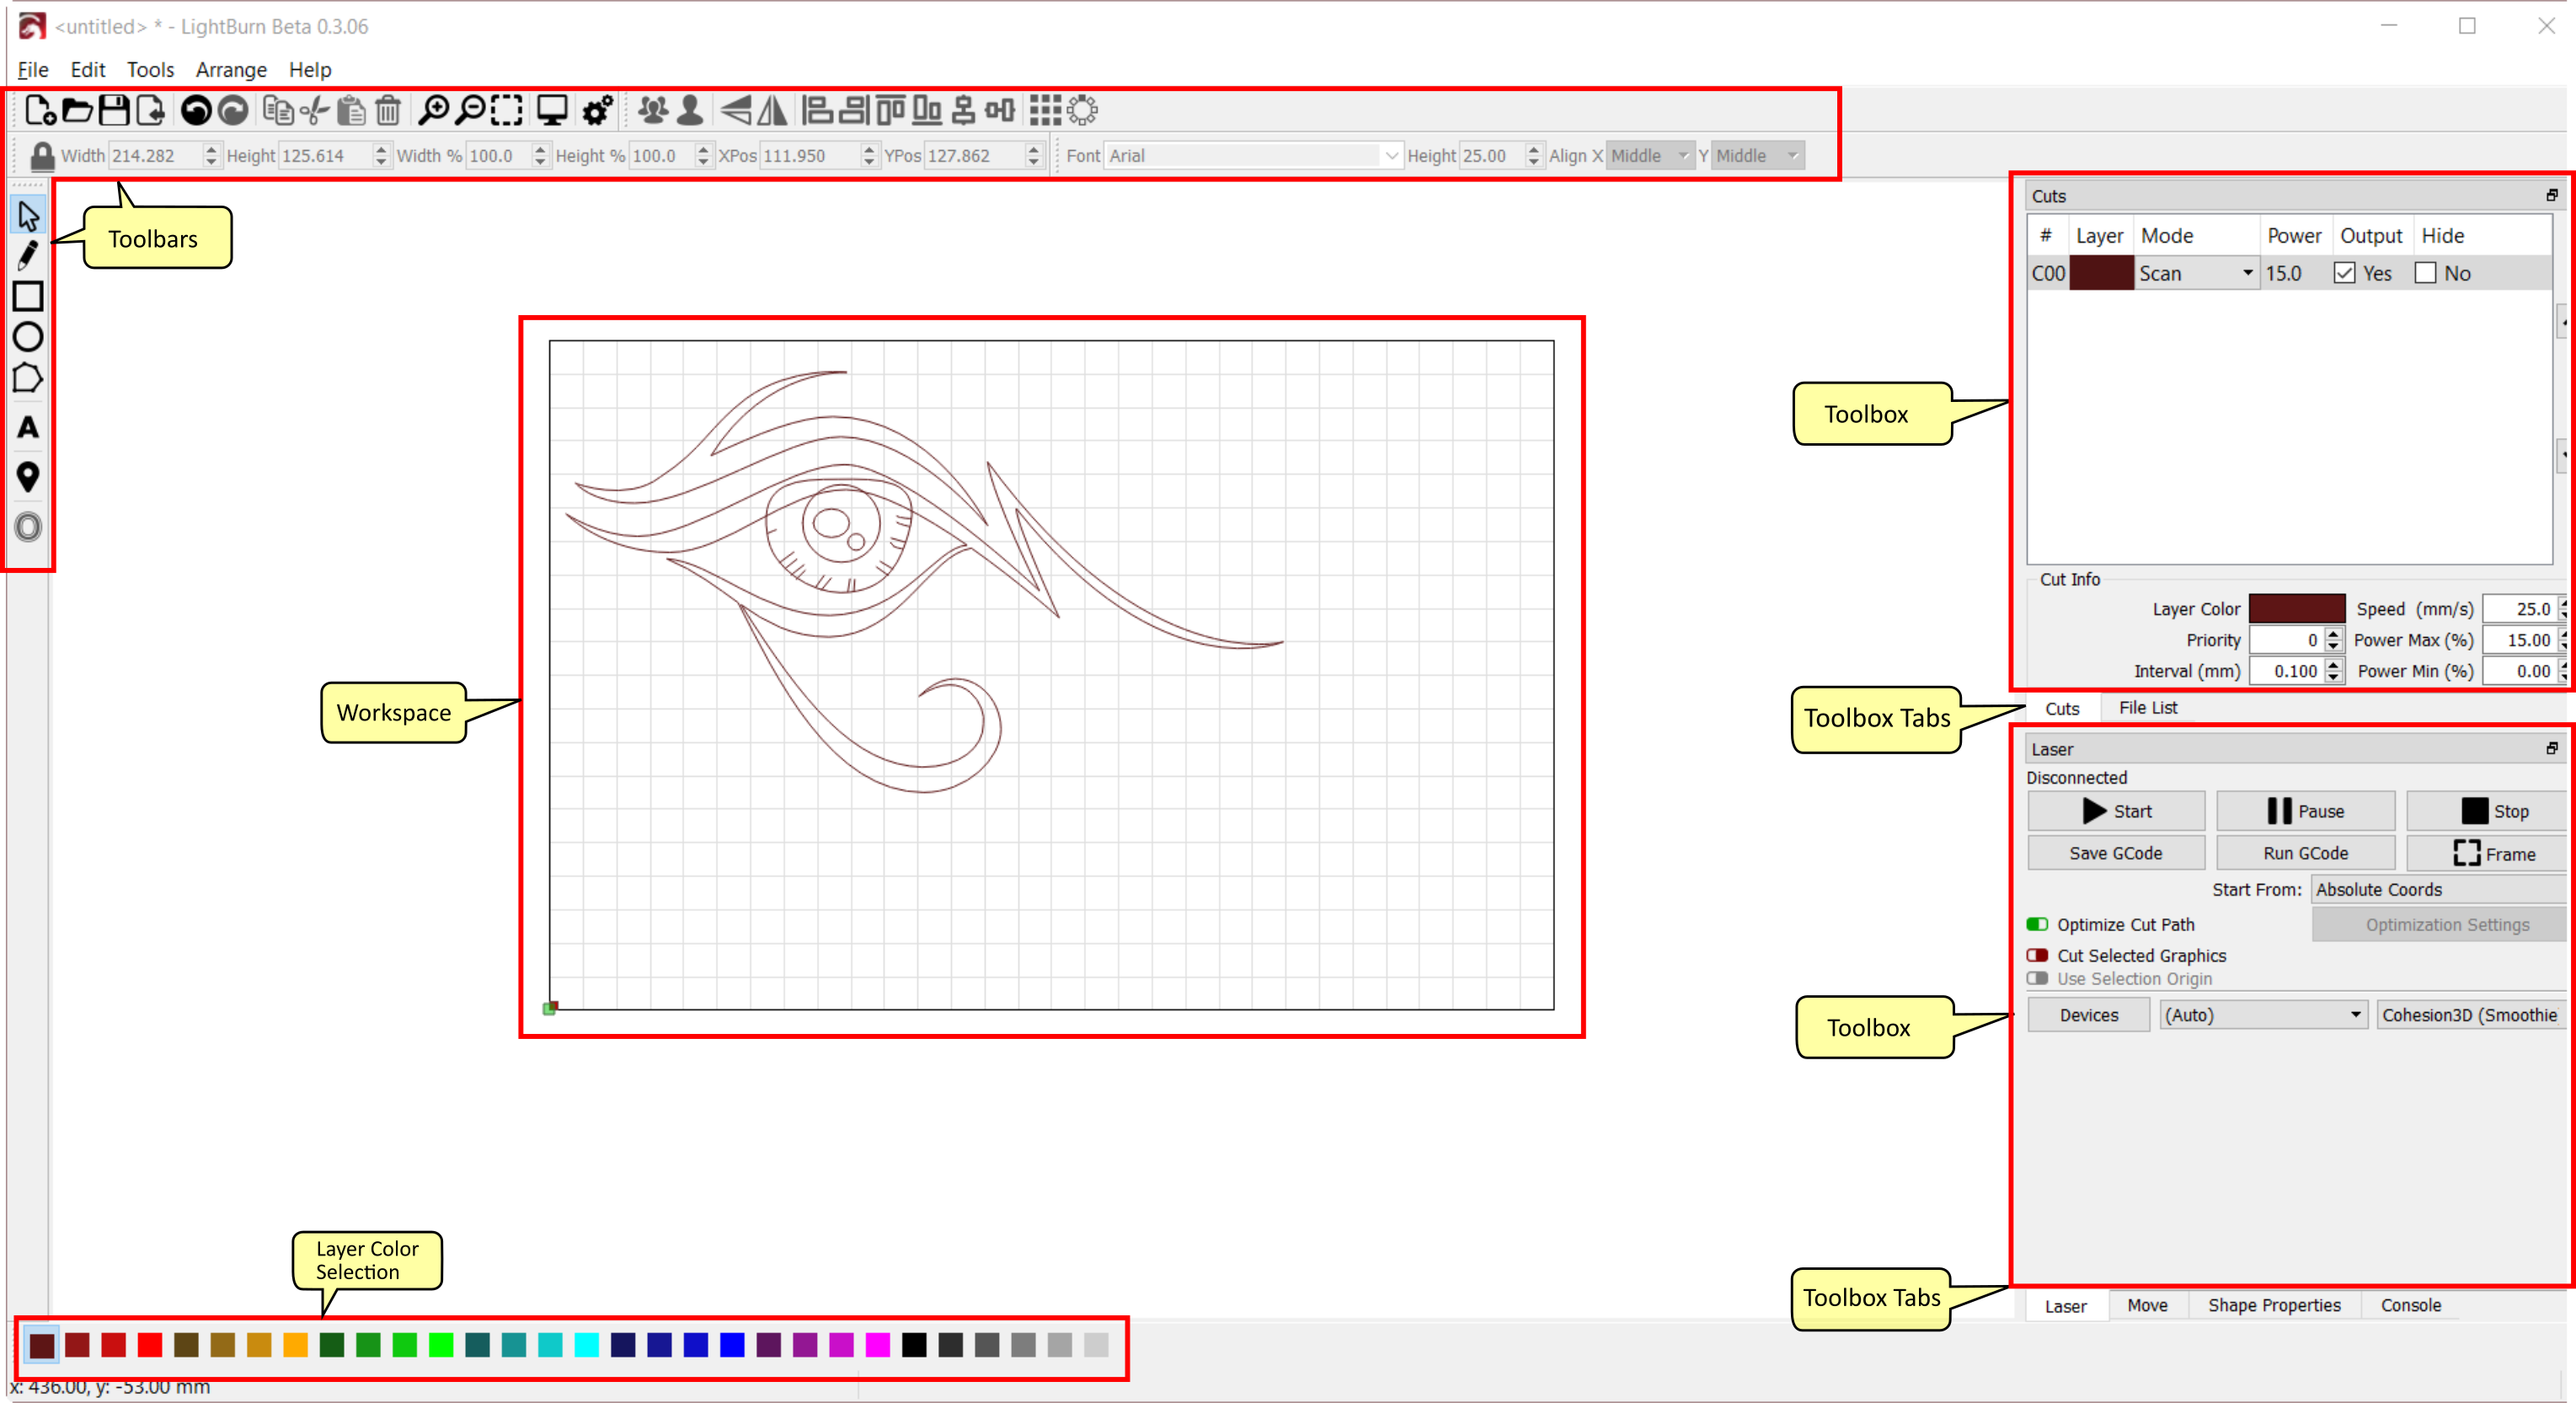 <untitled> * - LightBurn Beta 0.3.06
File Edit Tools Arrange Help
Width 214.282 Height 125.614 Width % 100.0 Height % 100.0 XPos 111.950 YPos 127.862 Font Arial Height 25.00 Align X Middle Y Middle
Toolbars
A
Cuts
# Layer Mode Power Output Hide
C00 Scan 15.0 Yes No
Toolbox
Cut Info
Layer Color Speed (mm/s) 25.0
Priority 0 Power Max (%) 15.00
Interval (mm) 0.100 Power Min (%) 0.00
Workspace
Toolbox Tabs
Cuts File List
Laser
Disconnected
Start Pause Stop
Save GCode Run GCode Frame
Start From: Absolute Coords
Optimize Cut Path Optimization Settings
Cut Selected Graphics
Use Selection Origin
Toolbox
Devices (Auto) Cohesion3D (Smoothie
Layer Color
Selection
Toolbox Tabs
Laser Move Shape Properties Console
x: 436.00, y: -53.00 mm